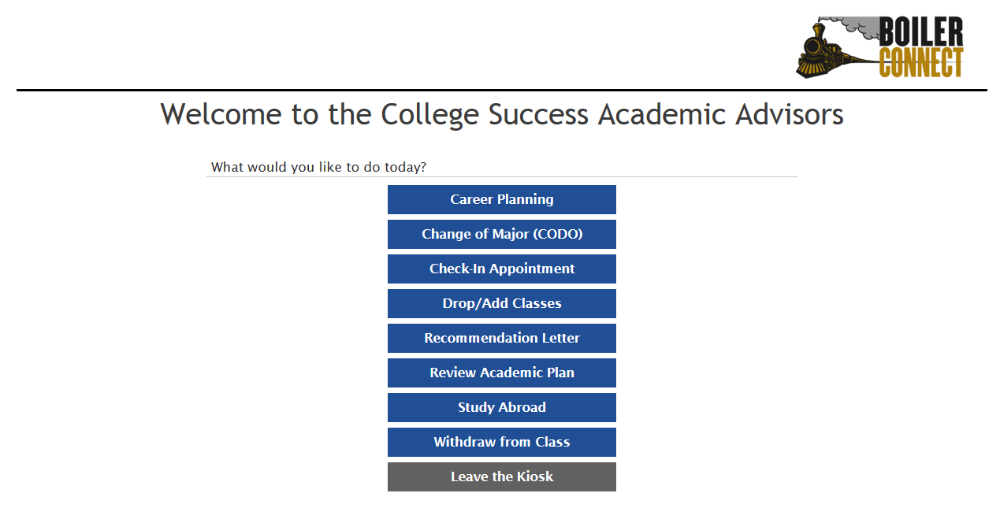 BOILER
CONNECT
Welcome to the College Success Academic Advisors
What would you like to do today?
Career Planning
Change of Major (CODO)
Check-In Appointment
Drop/Add Classes
Recommendation Letter
Review Academic Plan
Study Abroad
Withdraw from Class
Leave the Kiosk